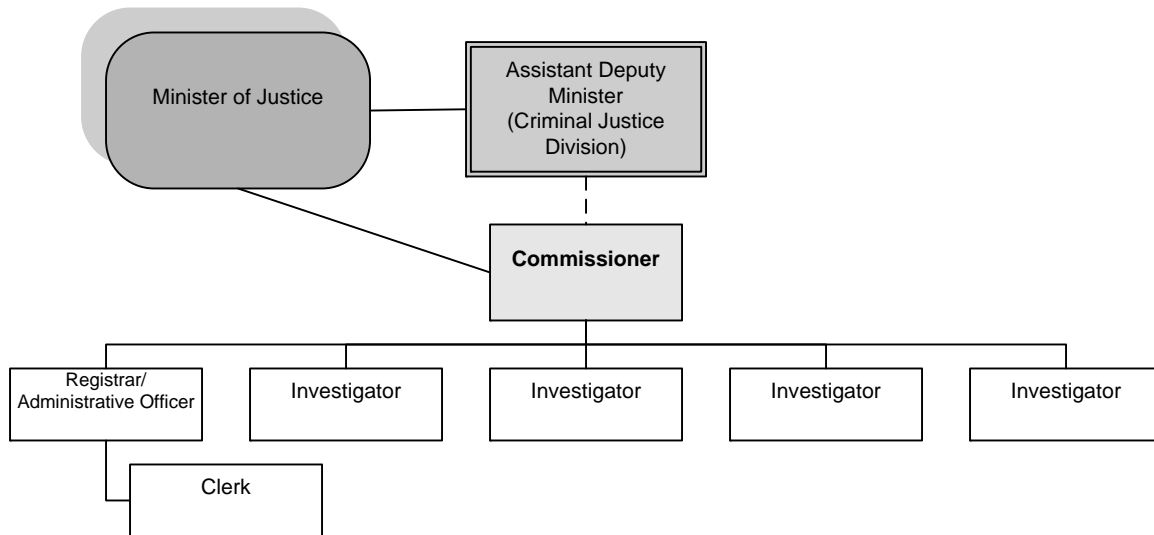 Minister of Justice
Assistant Deputy
Minister
(Criminal Justice
Division)
Commissioner
Registrar/
Administrative Officer
Investigator
Investigator
Investigator
Investigator
Clerk